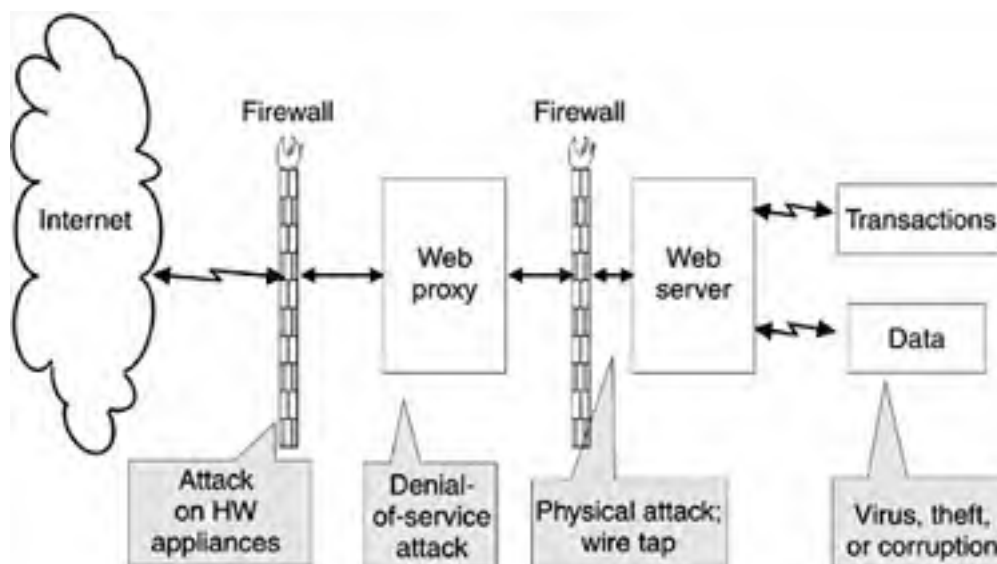 Firewall
Firewall
Internet
Web
proxy
Web
server
Transactions
Data
Attack
on HW
appliances
Denial-
of-service
attack
Physical attack;
wire tap
Virus, theft,
or corruption